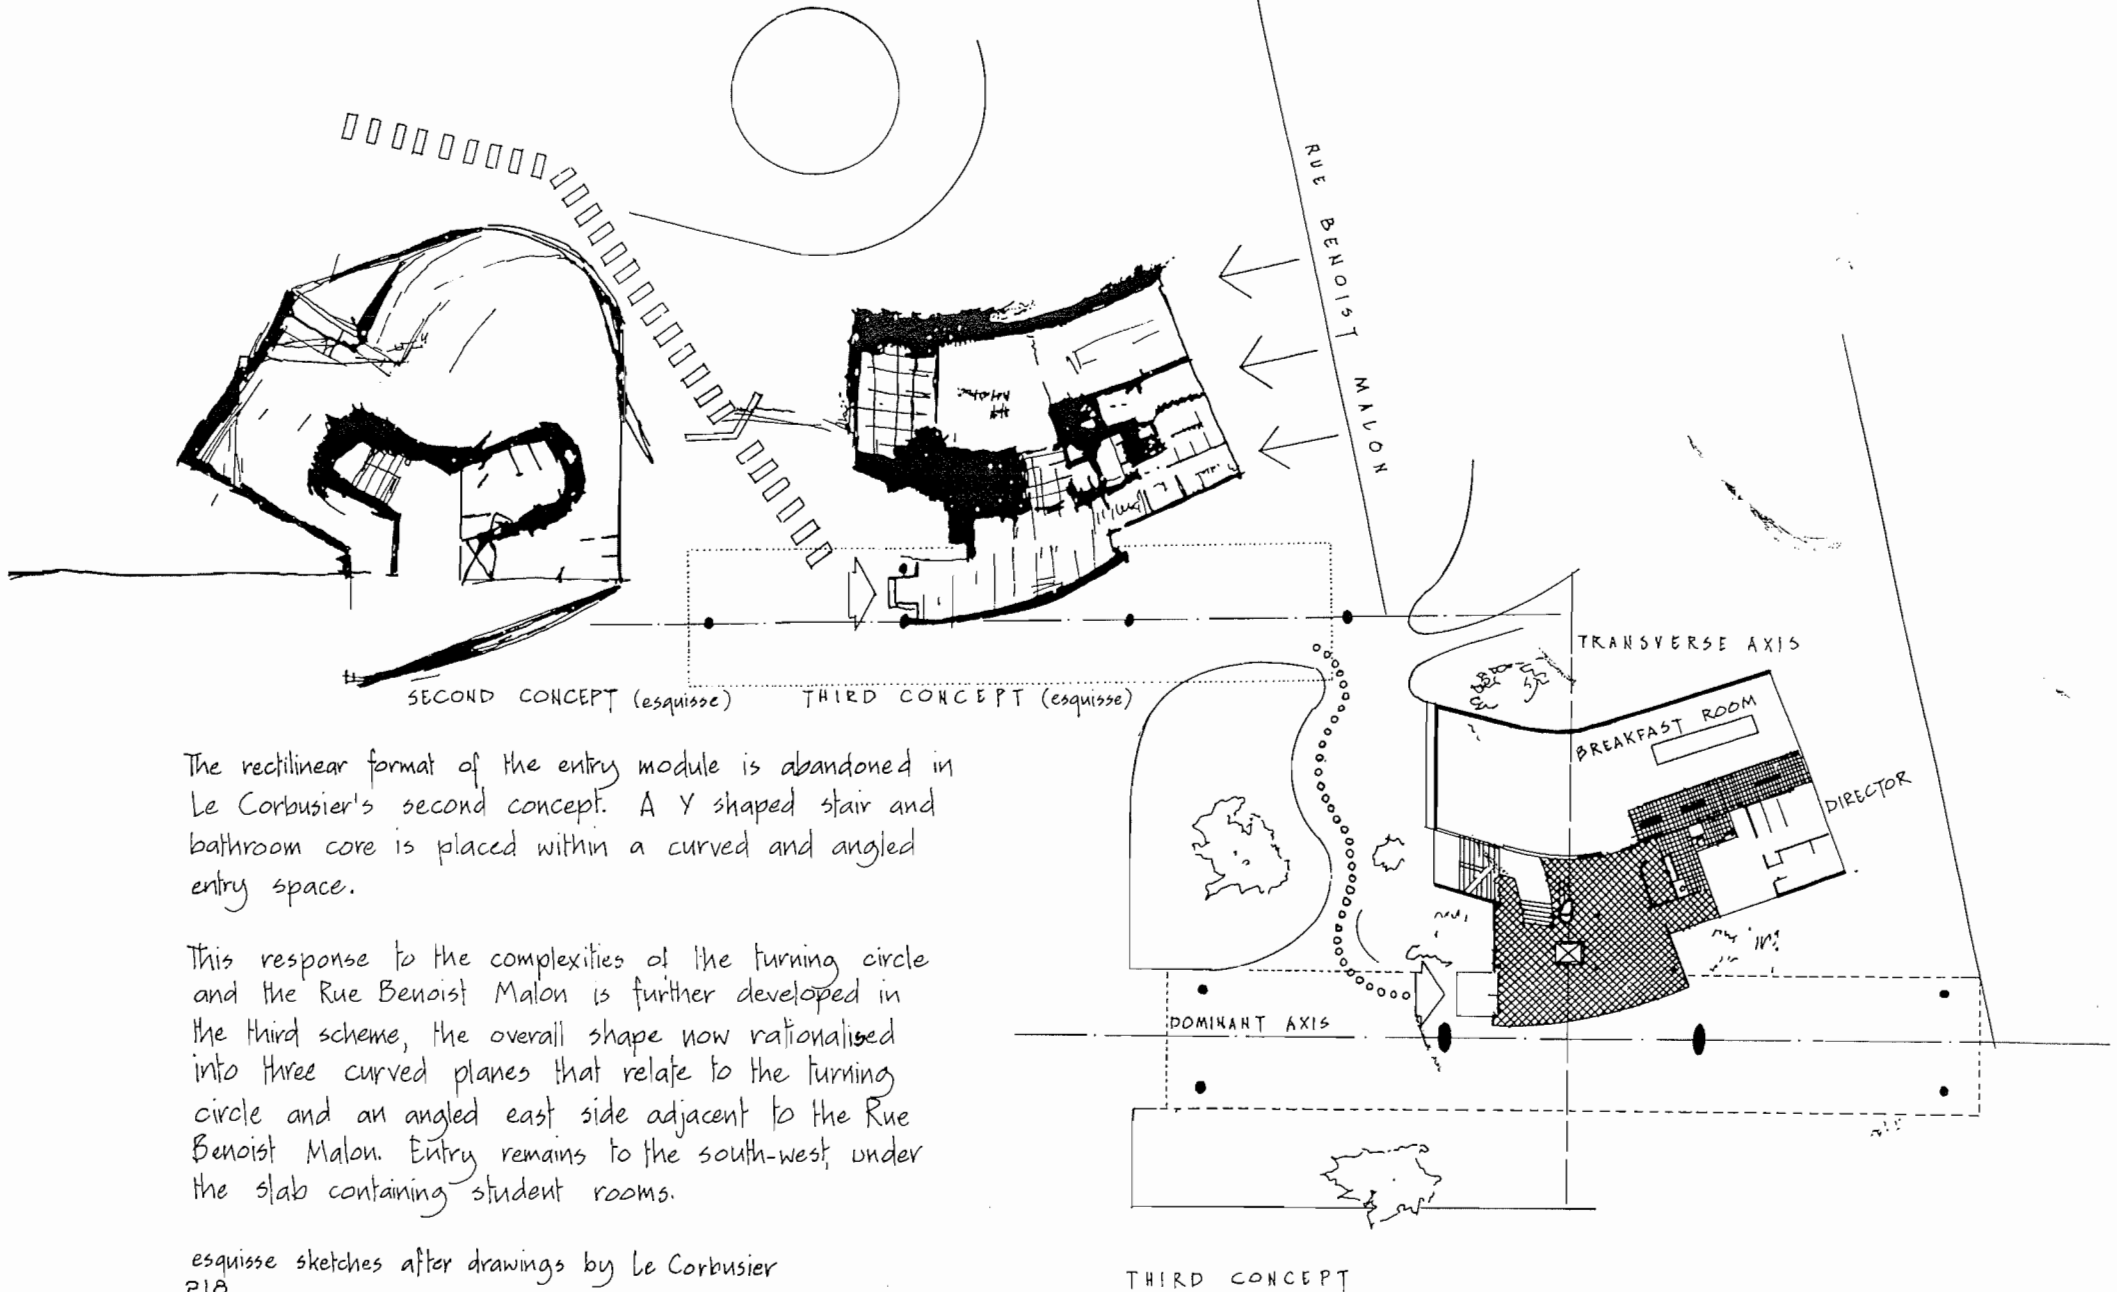 RUE BENOIST MALON
SECOND CONCEPT (esquisse)
THIRD CONCEPT (esquisse)
The rectilinear format of the entry module is abandoned in
Le Corbusier's second concept. A Y shaped stair and
bathroom core is placed within a curved and angled
entry space.
This response to the complexities of the turning circle
and the Rue Benoist Malon is further developed in
the third scheme, the overall shape now rationalised
into three curved planes that relate to the turning
circle and an angled east side adjacent to the Rue
Benoist Malon. Entry remains to the south-west, under
the slab containing student rooms.
esquisse sketches after drawings by Le Corbusier
218
TRANSVERSE AXIS
BREAKFAST ROOM
DIRECTOR
DOMINANT AXIS
THIRD CONCEPT